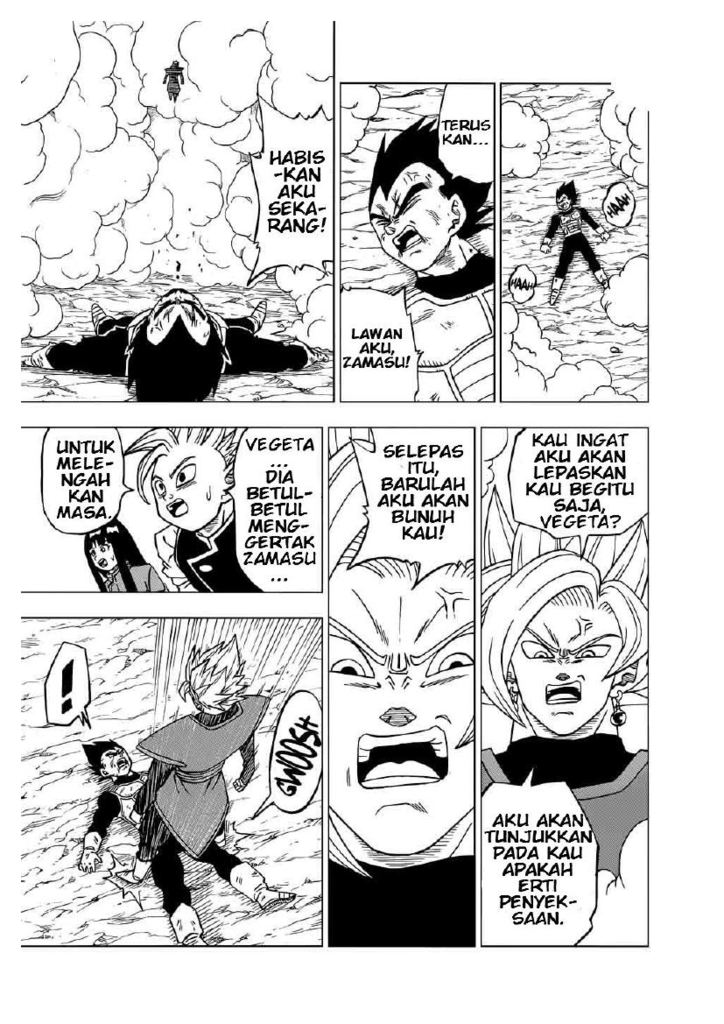 HAAH
HAAH
TERUS
KAN...
LAWAN
AKU,
ZAMASU!
HABIS
-KAN
AKU
SEKA-
RANG!
KAU INGAT
AKU AKAN
LEPASKAN
KAU BEGITU
SAJA,
VEGETA?
AKU AKAN
TUNJUKKAN
PADA KAU
APAKAH
ERTI
PENYEK-
SAAN.
SELEPAS
ITU,
BARULAH
AKU AKAN
BUNUH
KAU!
VEGETA
...
DIA
BETUL-
BETUL
MENG-
GERTAK
ZAMASU
...
UNTUK
MELE-
NGAH
KAN
MASA.
GWOOSH
!